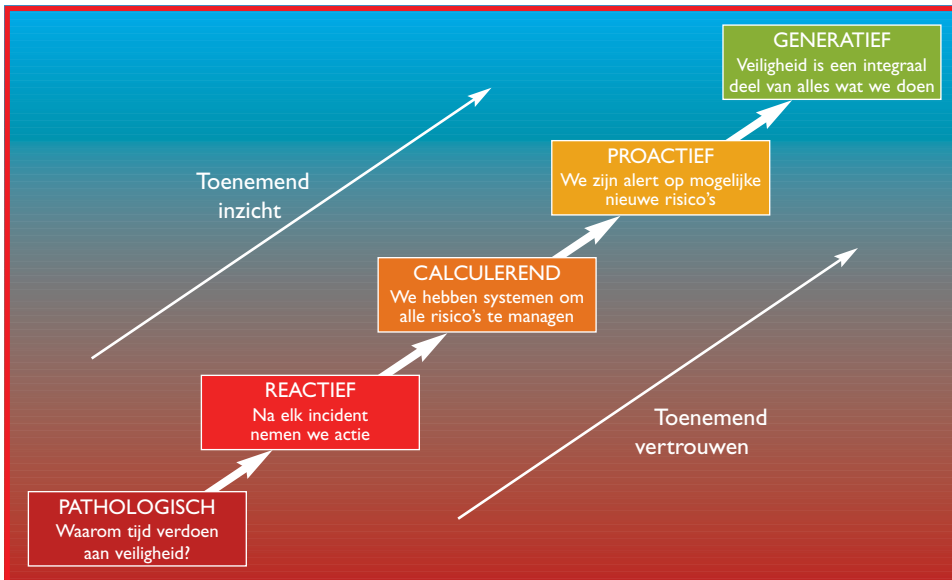 GENERATIEF
Veiligheid is een integraal
deel van alles wat we doen
PROACTIEF
We zijn alert op mogelijke
nieuwe risico's
Toenemend
inzicht
CALCULEREND
We hebben systemen om
alle risico's te managen
REACTIEF
Na elk incident
nemen we actie
Toenemend
vertrouwen
PATHOLOGISCH
Waarom tijd verdoen
aan veiligheid?